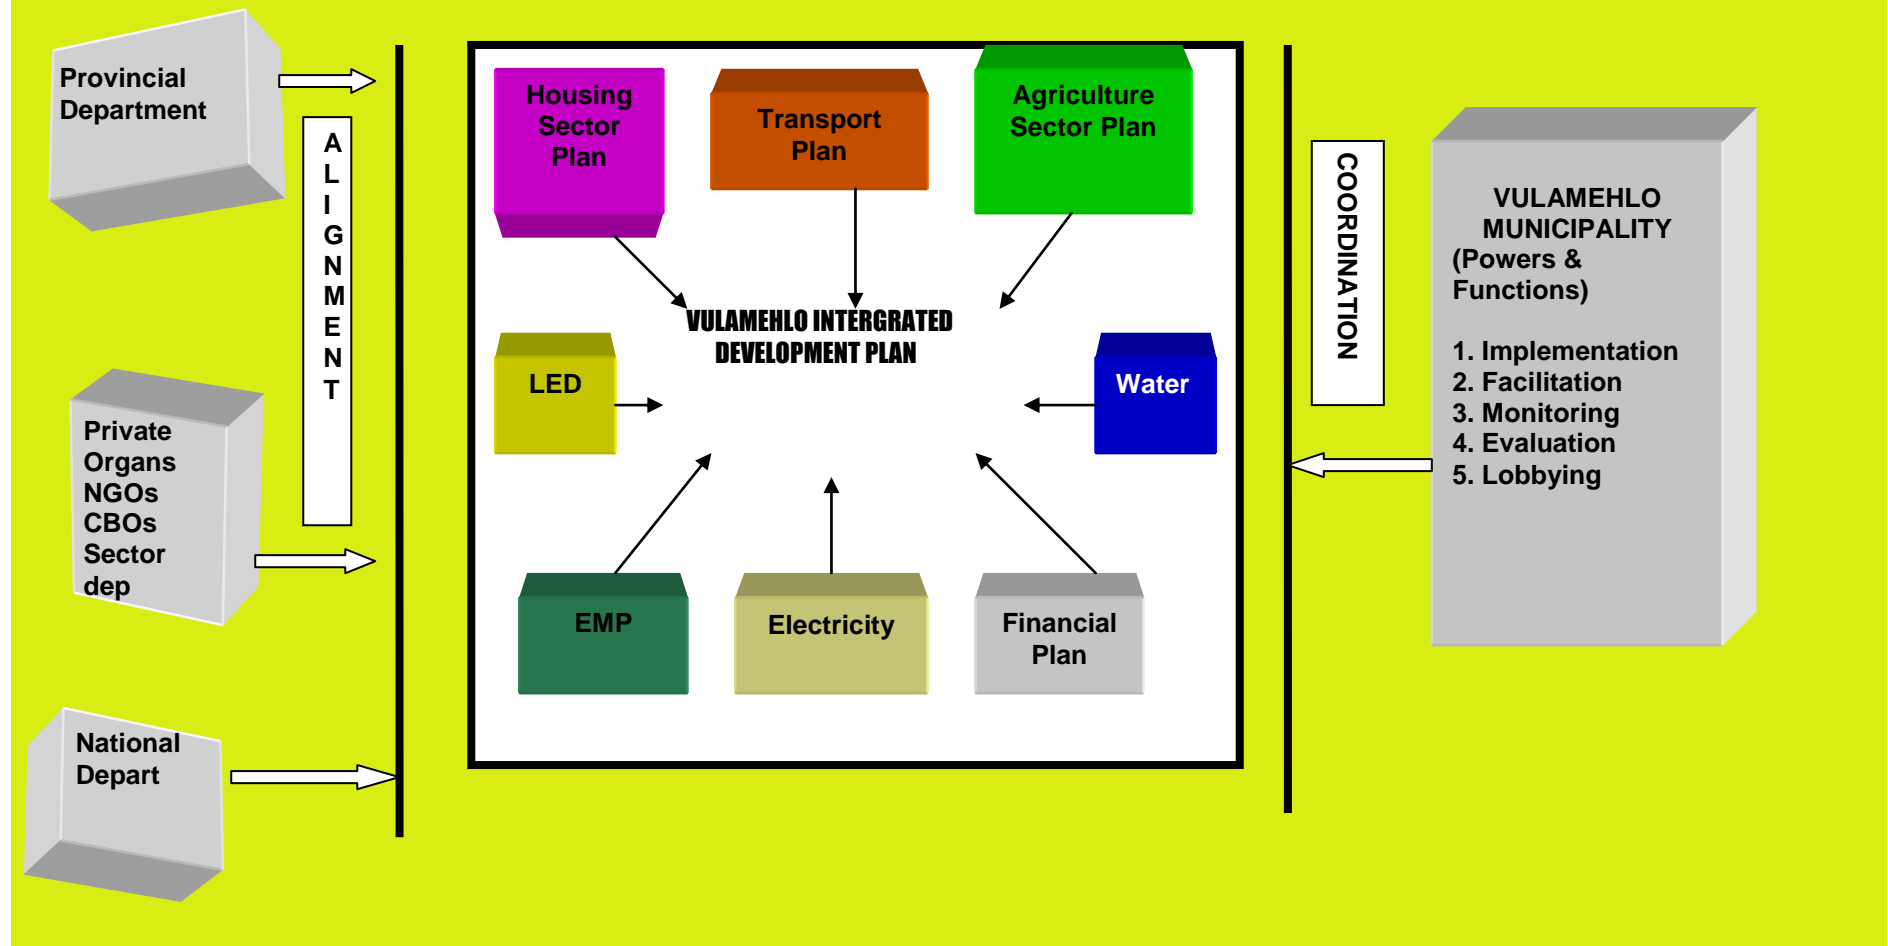 Provincial
Department
ALIGNMENT
Private
Organs
NGOs
CBOs
Sector
dep
National
Depart
Housing
Sector
Plan
Transport
Plan
Agriculture
Sector Plan
VULAMEHLO INTERGRATED
DEVELOPMENT PLAN
LED
Water
EMP
Electricity
Financial
Plan
COORDINATION
VULAMEHLO
MUNICIPALITY
(Powers &
Functions)
1. Implementation
2. Facilitation
3. Monitoring
4. Evaluation
5. Lobbying